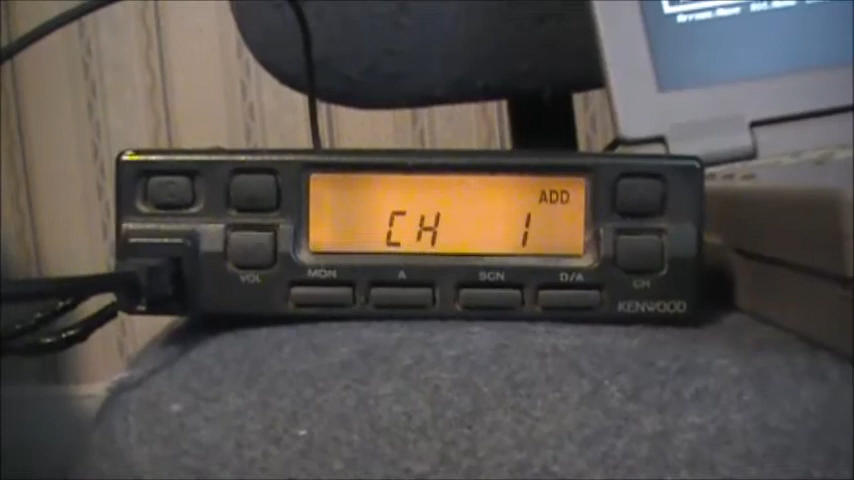 ADD
CH 1
VOL
MON A SCN D/A
CH
KENWOOD